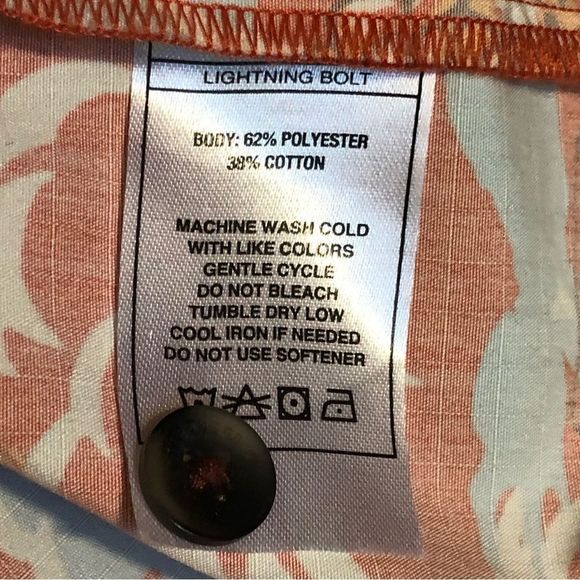 LIGHTNING BOLT
BODY: 62% POLYESTER
38% COTTON
MACHINE WASH COLD
WITH LIKE COLORS
GENTLE CYCLE
DO NOT BLEACH
TUMBLE DRY LOW
COOL IRON IF NEEDED
DO NOT USE SOFTENER